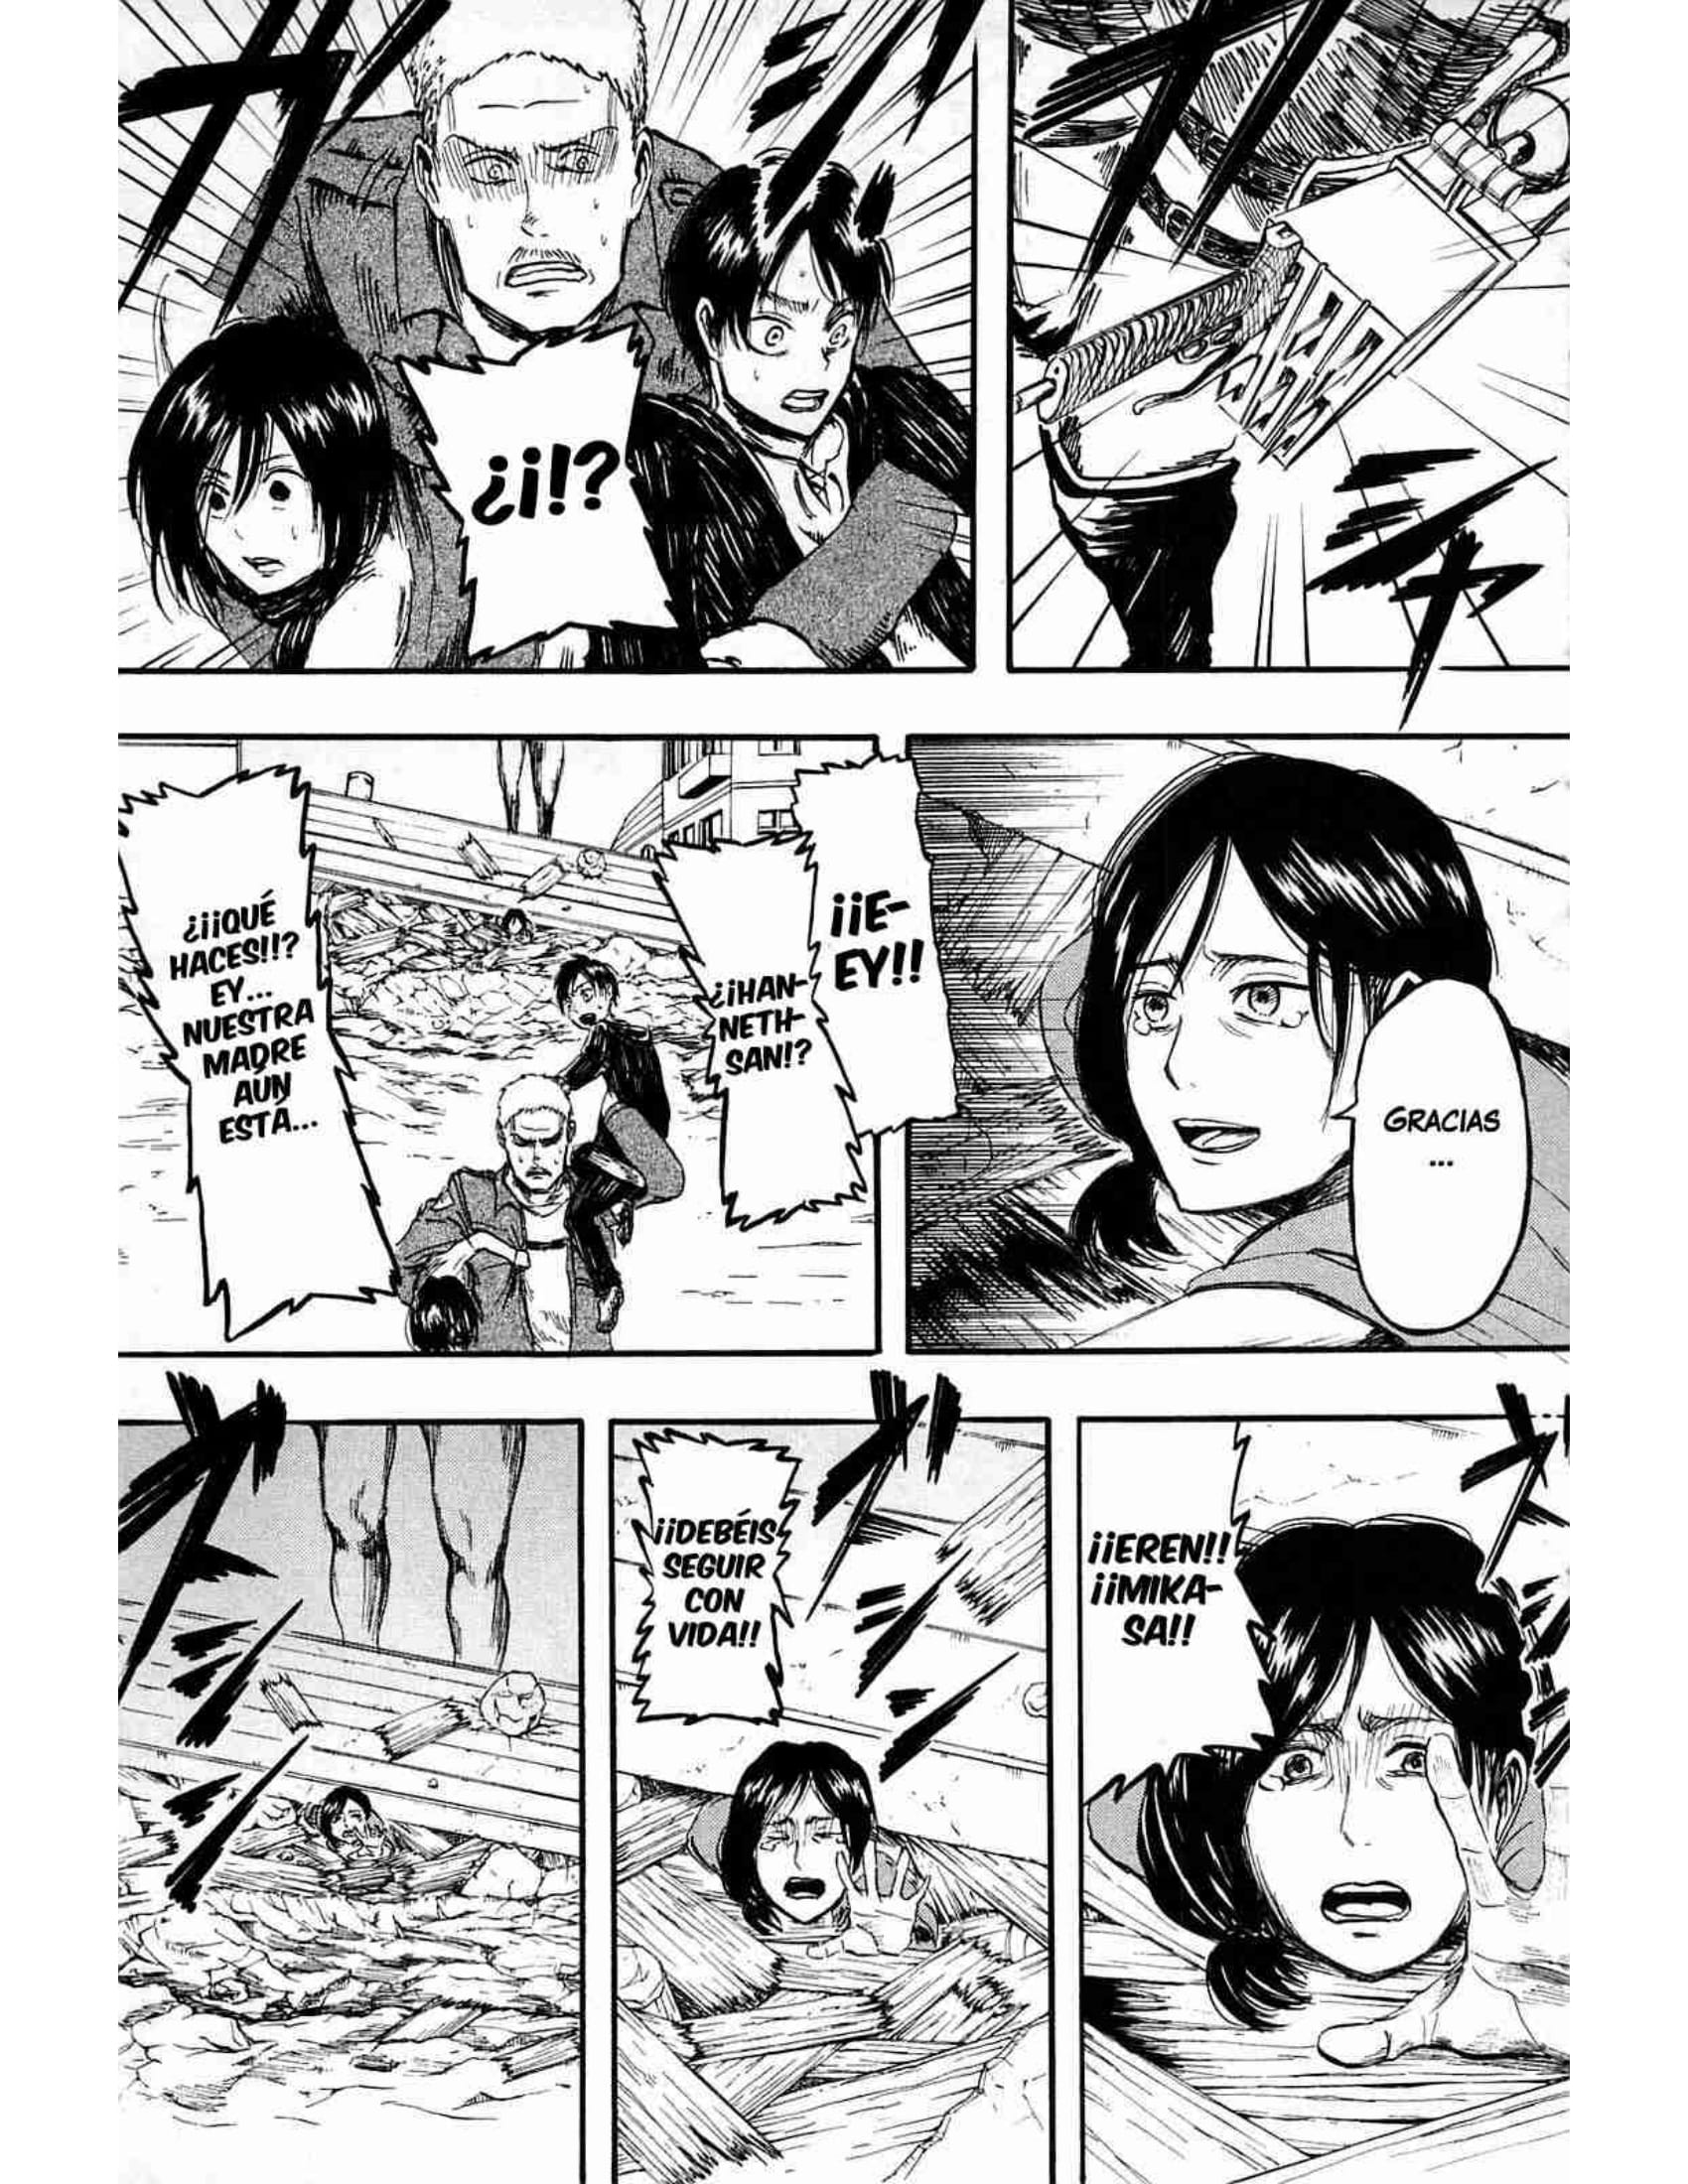 ¿¡¡!?
GRACIAS
...
¡¡E-
EY!!
¿¡HAN-
NETH-
SAN!?
¿¡¡QUÉ
HACES!!?
EY...
NUESTRA
MADRE
AÚN
ESTÁ...
¡¡EREN!!
¡¡MIKA-
SA!!
¡¡DEBÉIS
SEGUIR
CON
VIDA!!